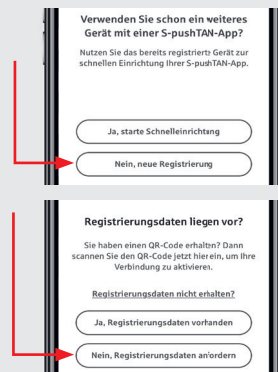 Verwenden Sie schon ein weiteres
Gerät mit einer S-pushTAN-App?
Nutzen Sie das bereits registrierte Gerät zur
schnellen Einrichtung Ihrer S-pushTAN-App.
Ja, starte Schnelleinrichtung
Nein, neue Registrierung
Registrierungsdaten liegen vor?
Sie haben einen QR-Code erhalten? Dann
scannen Sie den QR-Code jetzt hier ein, um Ihre
Verbindung zu aktivieren.
Registrierungsdaten nicht erhalten?
Ja, Registrierungsdaten vorhanden
Nein, Registrierungsdaten anfordern